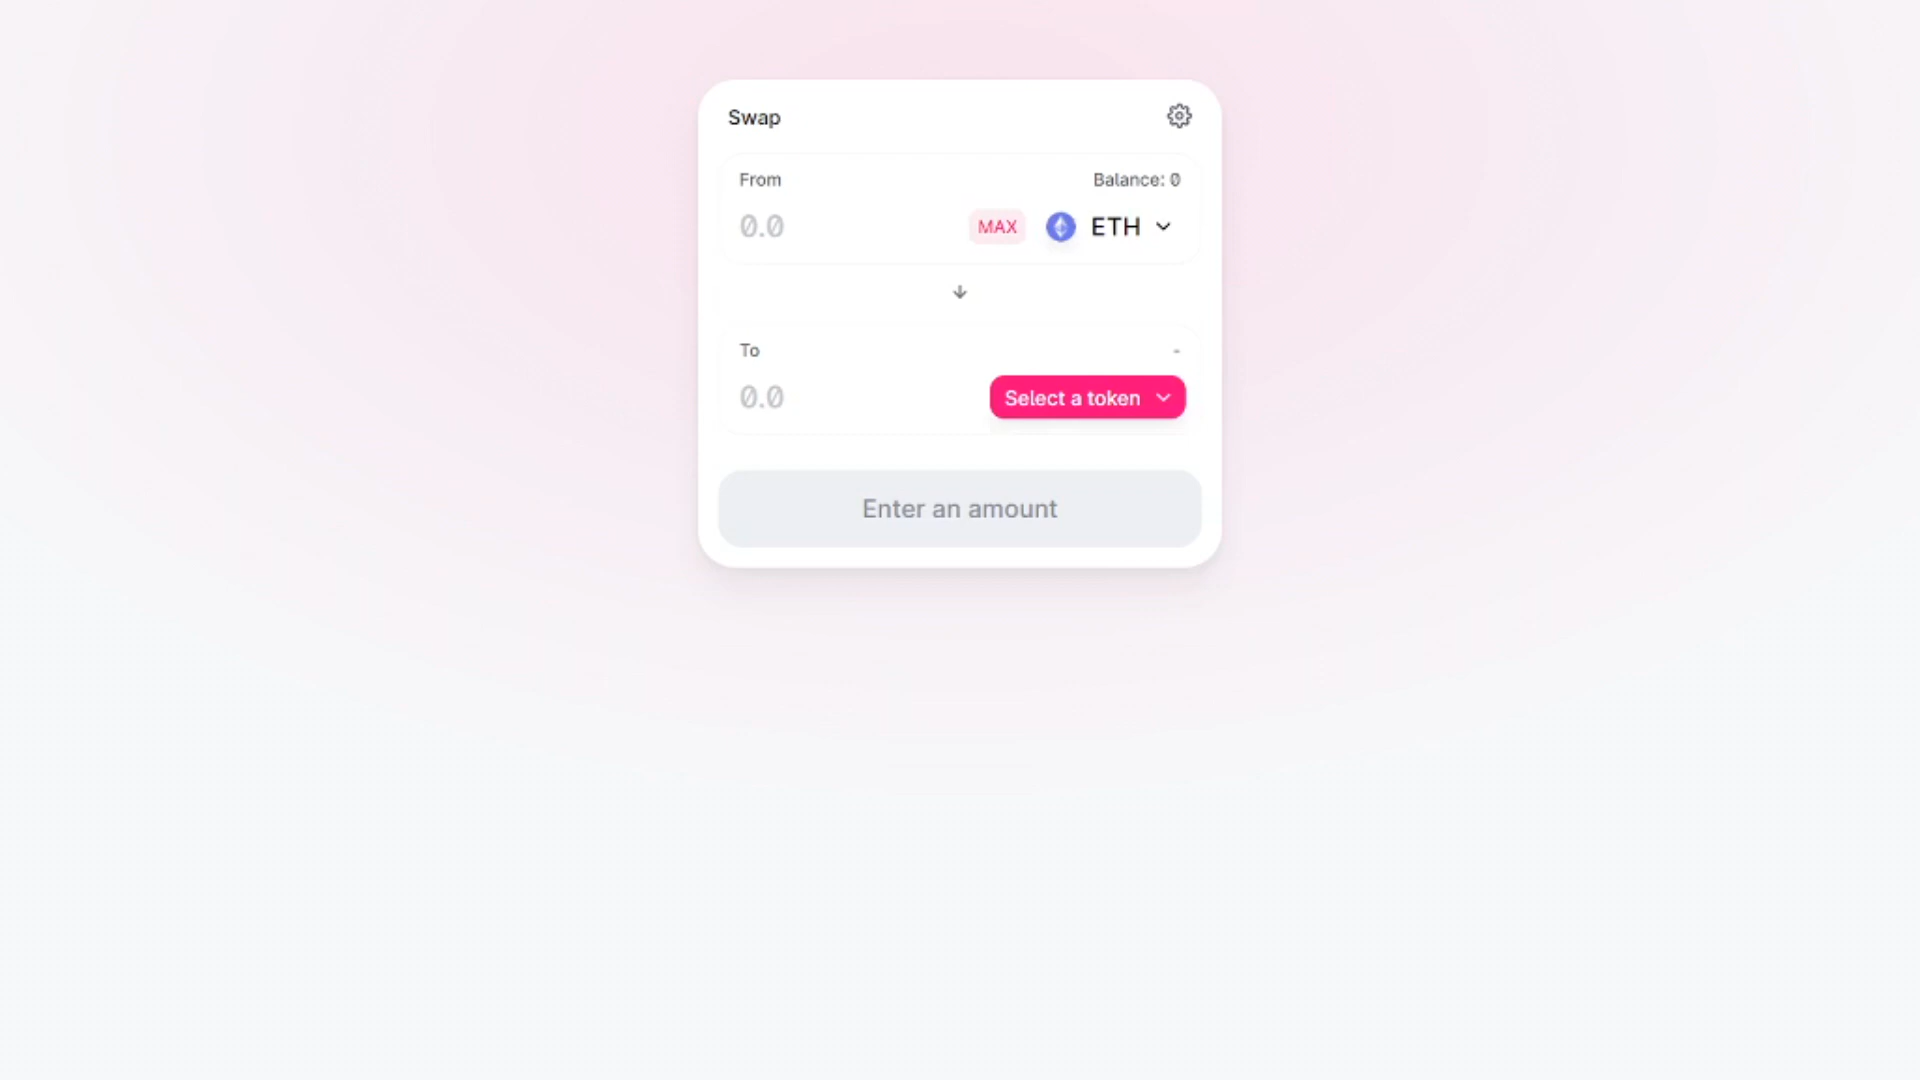 Swap
From Balance: 0
0.0 MAX ETH
To -
0.0 Select a token
Enter an amount